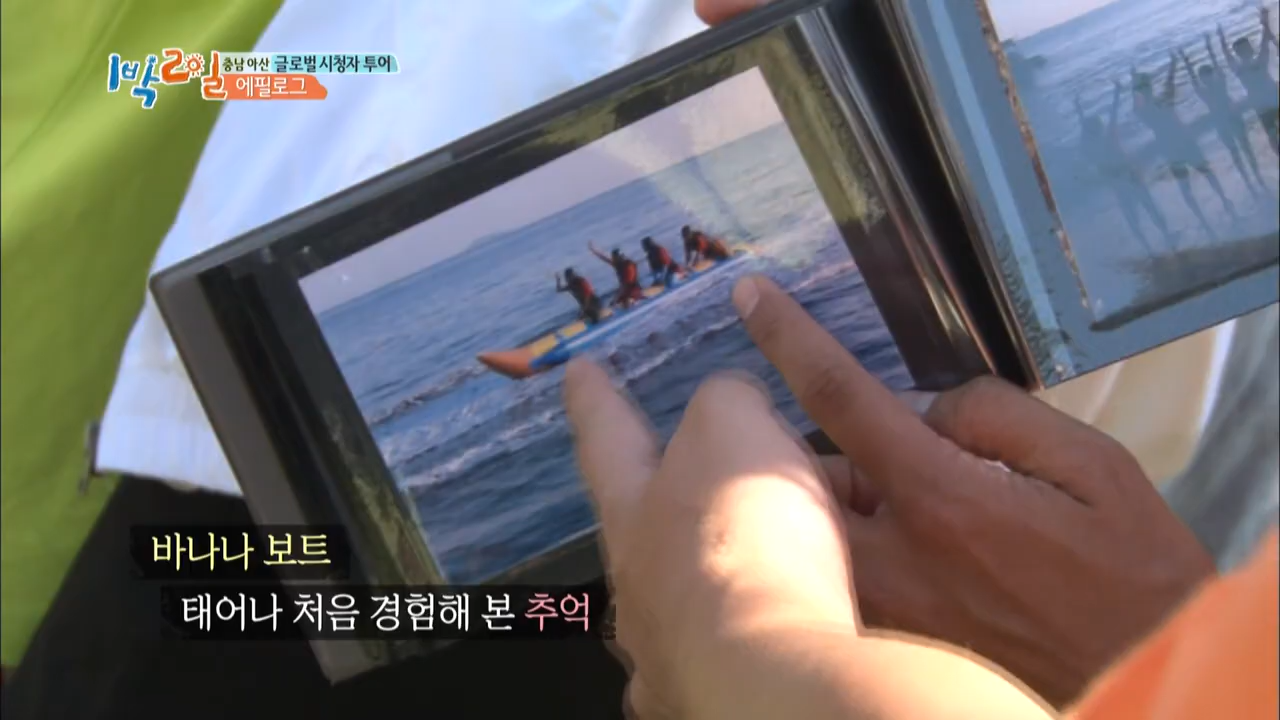 1박2일
충남 아산 글로벌 시청자 투어
에필로그
바나나 보트
태어나 처음 경험해 본 추억